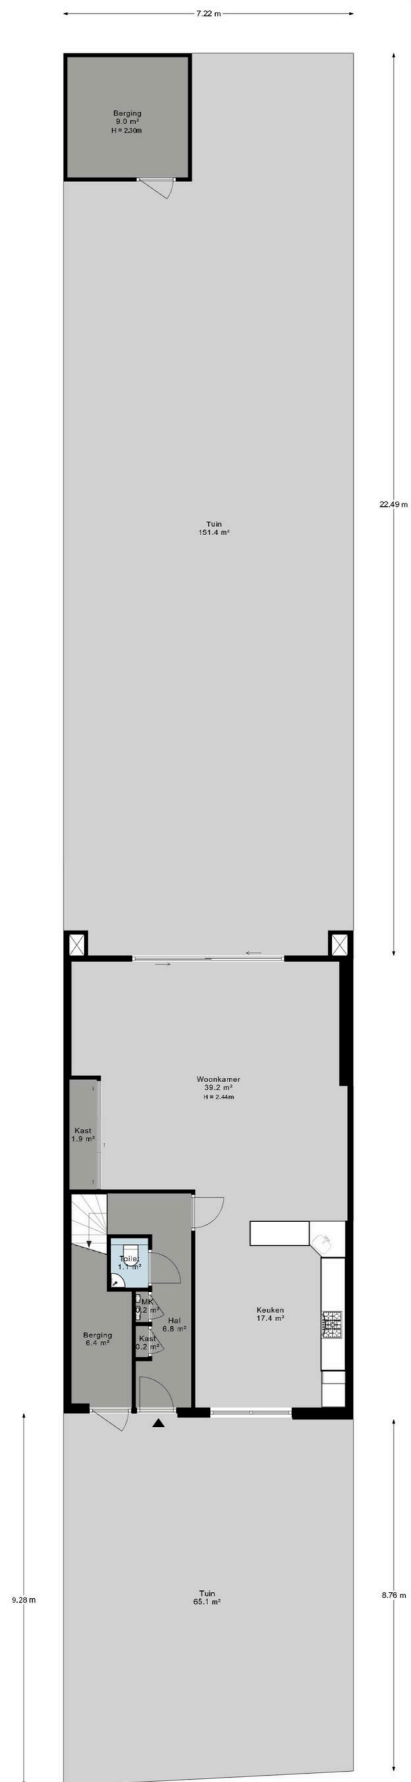 7.22 m
Berging
9.0 m²
H = 2.30m
22.49 m
Tuin
151.4 m²
Woonkamer
39.2 m²
H = 2.44m
Kast
1.9 m²
Toilet
1.1 m²
MK
0.2 m²
Hal
6.8 m²
Keuken
17.4 m²
Berging
6.4 m²
Kast
0.2 m²
9.28 m
8.76 m
Tuin
65.1 m²